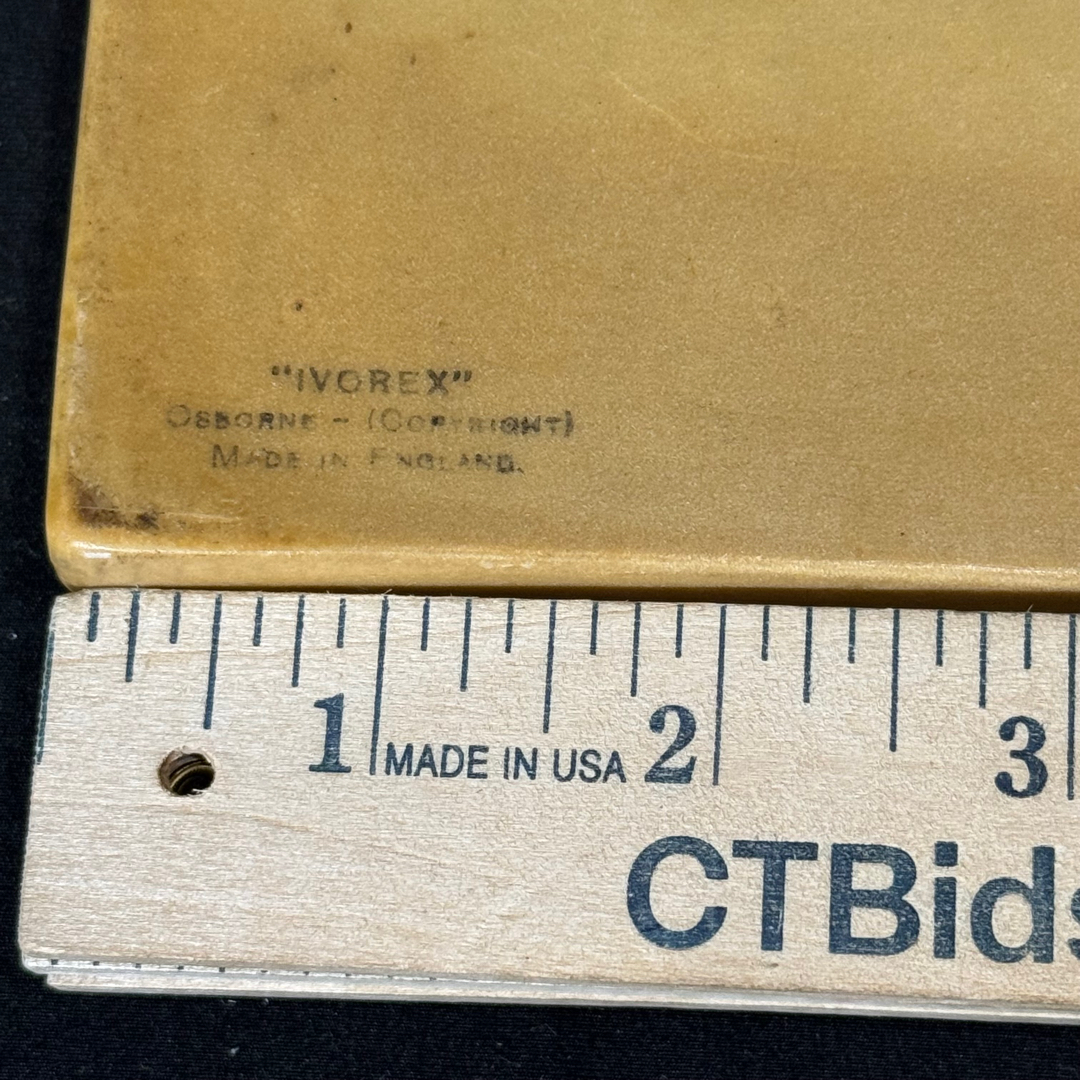 "IVOREX"
OSBORNE - (COPYRIGHT)
MADE IN ENGLAND.
1 MADE IN USA 2 3
CTBids